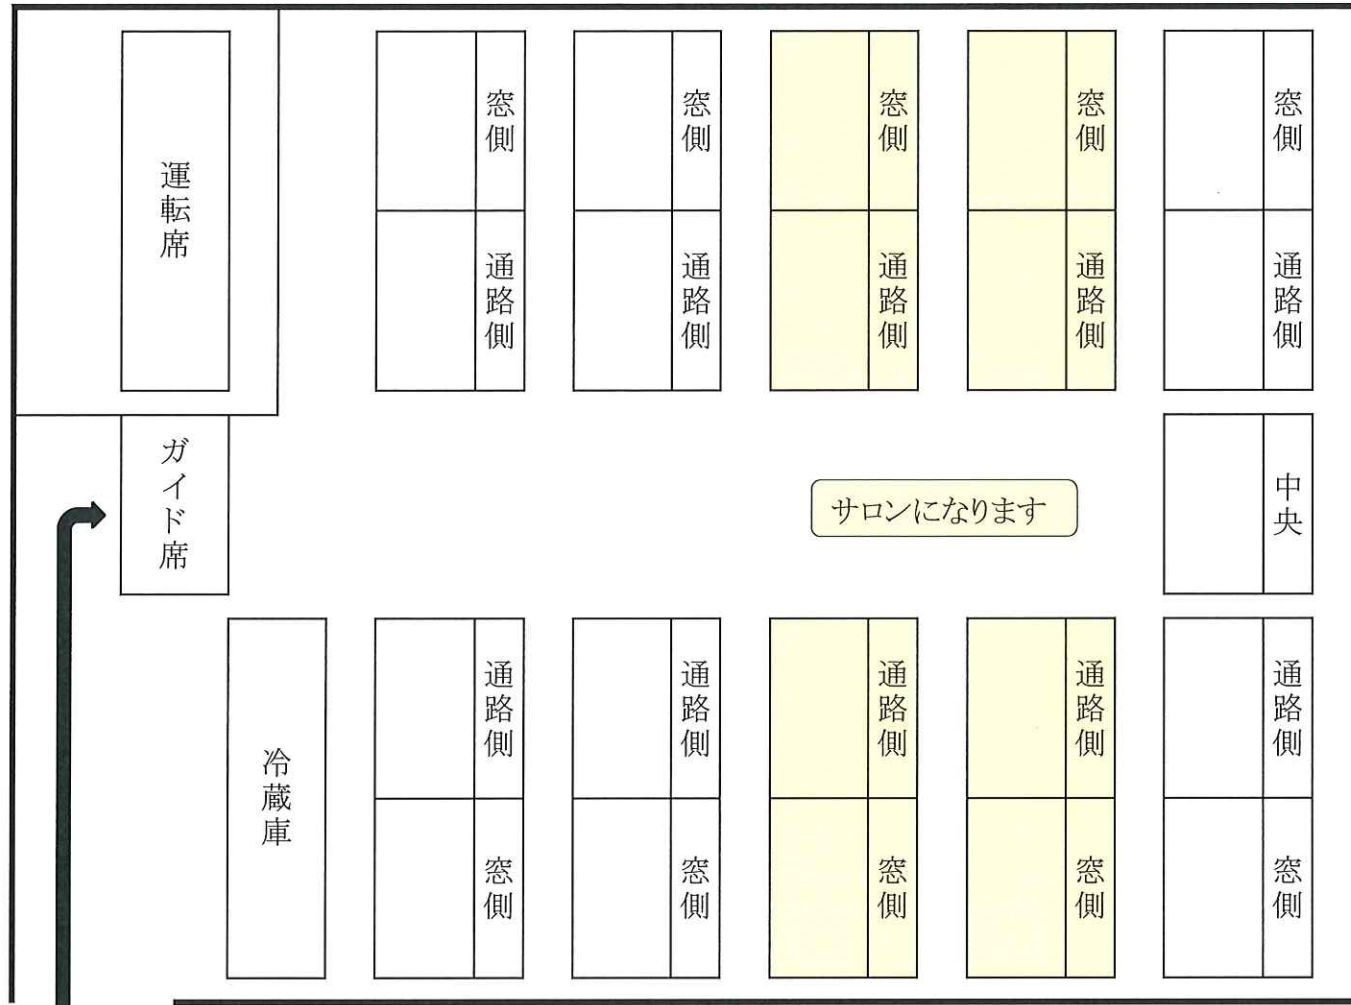 運転席
窓側
窓側
窓側
窓側
窓側
通路側
通路側
通路側
通路側
通路側
ガイド席
サロンになります
中央
冷蔵庫
通路側
通路側
通路側
通路側
通路側
窓側
窓側
窓側
窓側
窓側